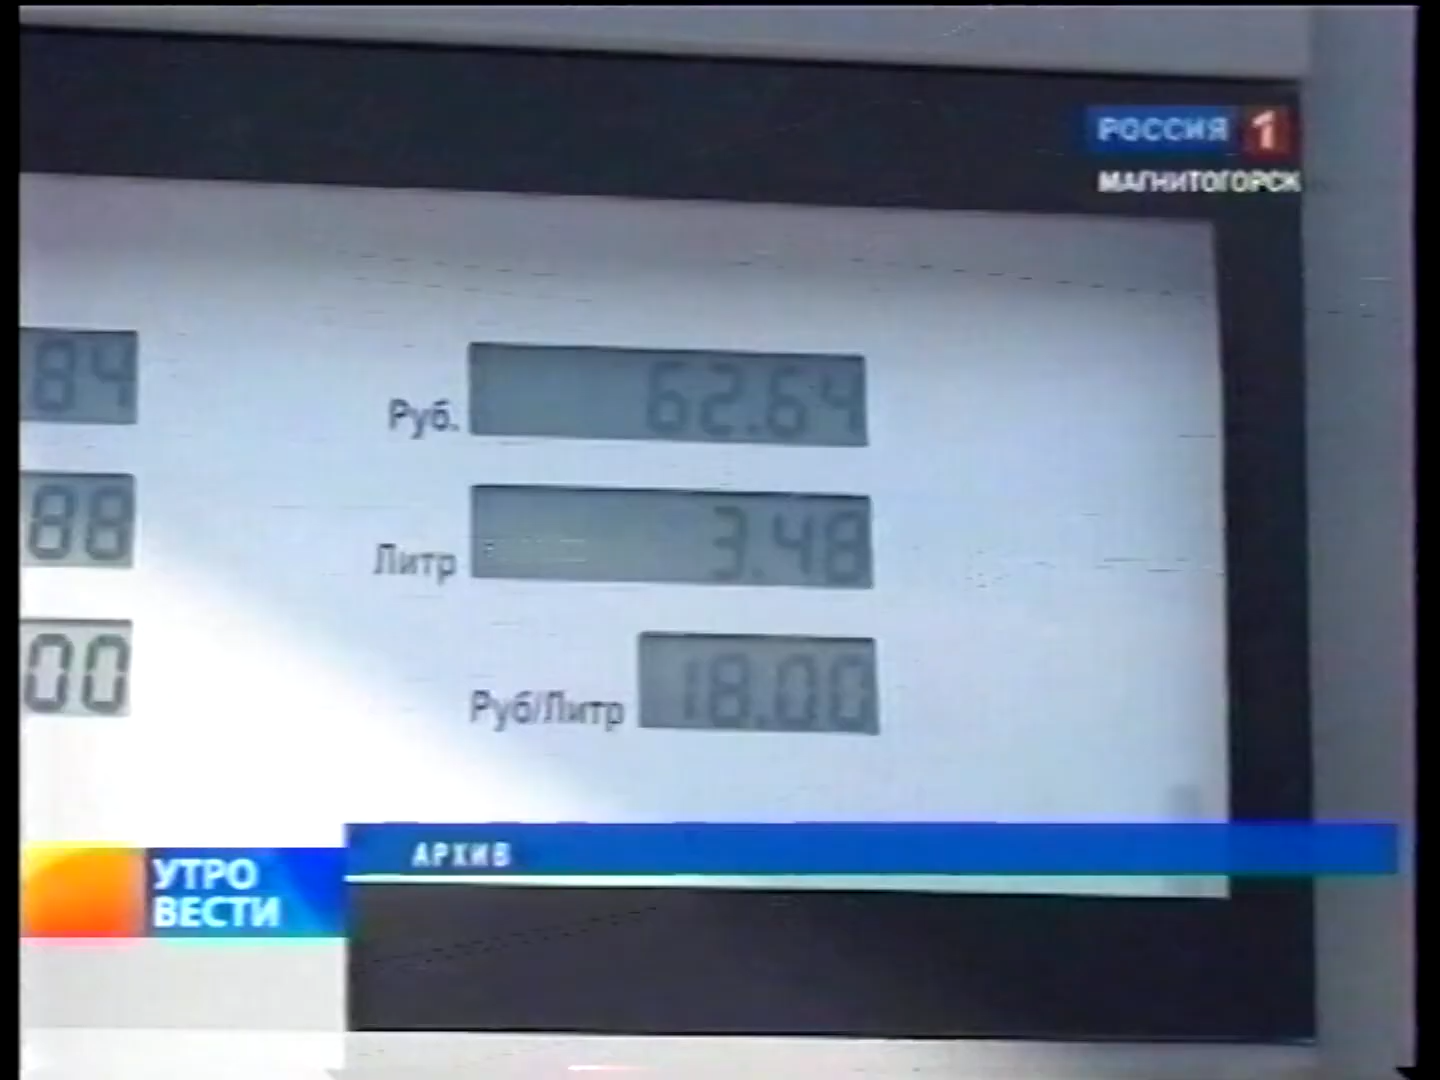 РОССИЯ 1
МАГНИТОГОРСК
84
Руб. 62.64
88
Литр 3.48
00
Руб/Литр 18.00
АРХИВ
УТРО
ВЕСТИ